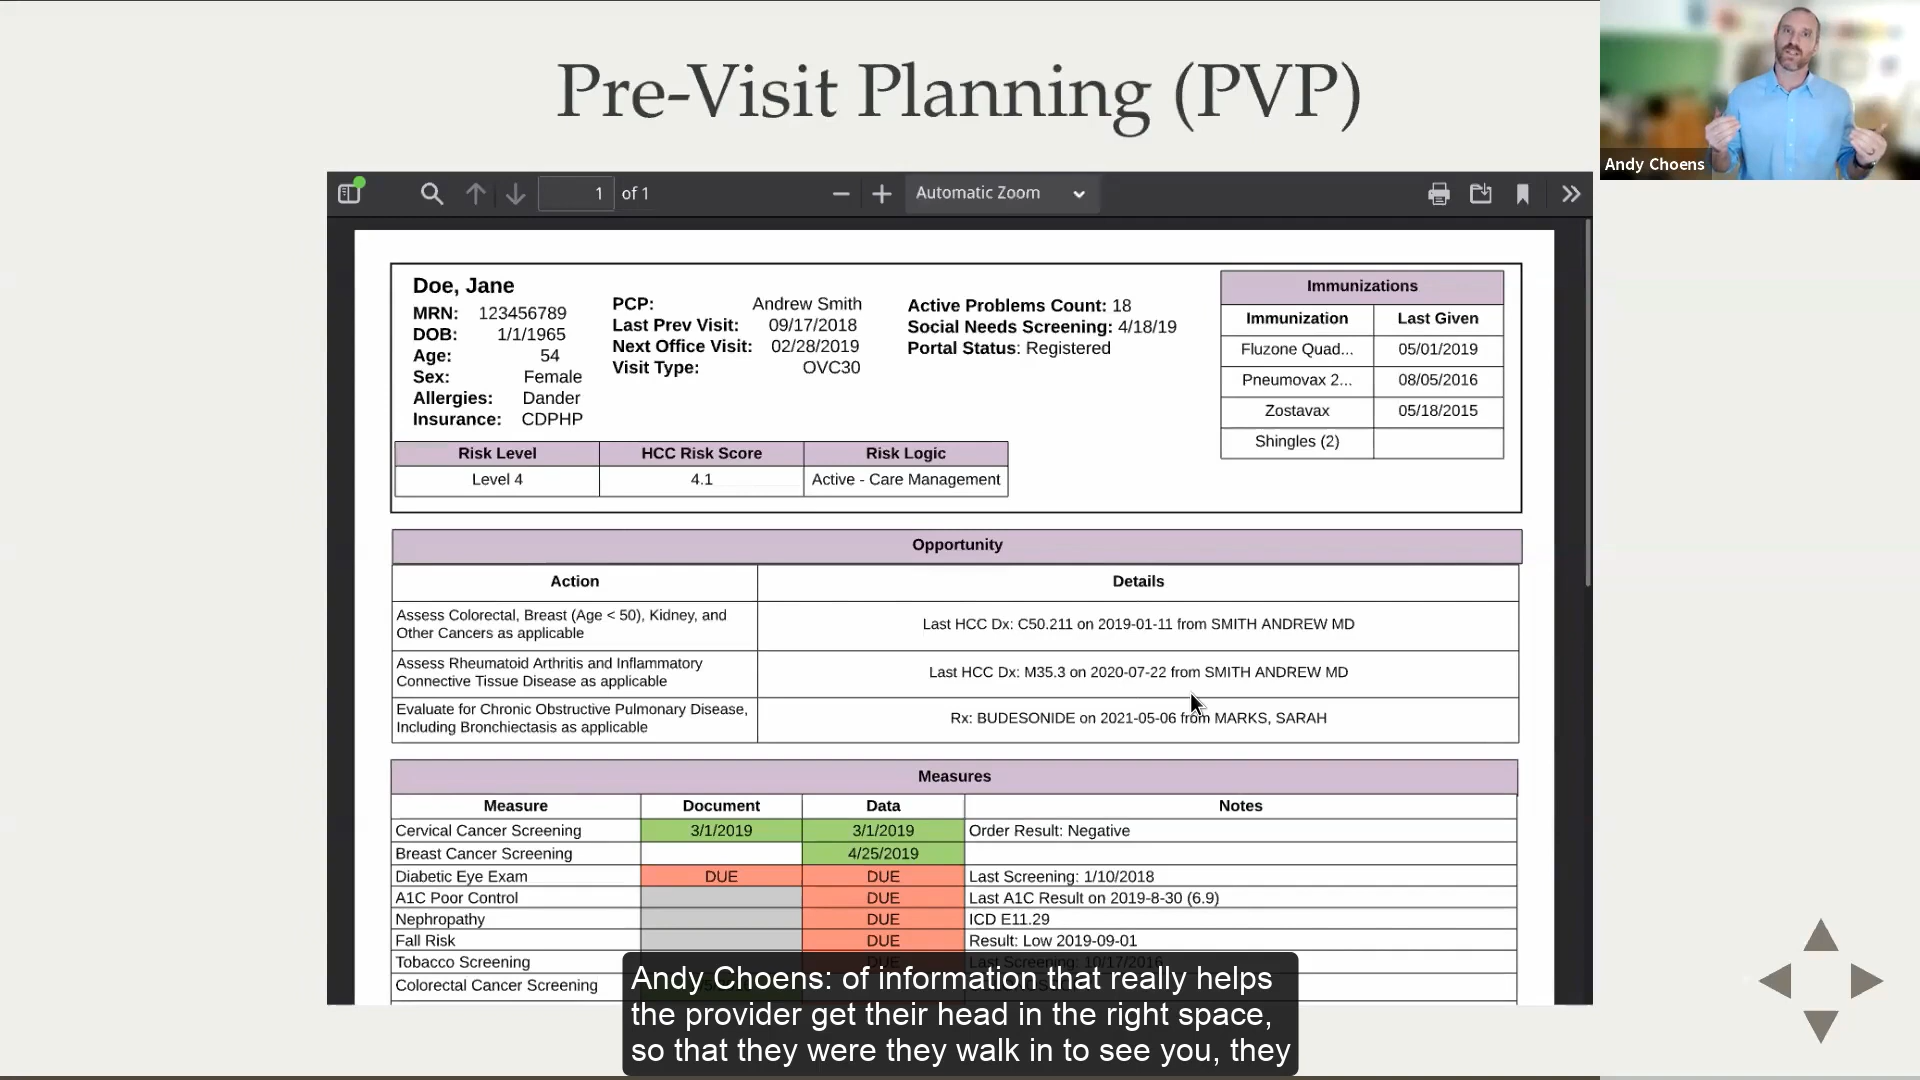 Pre-Visit Planning (PVP)
Andy Choens
1 of 1
Automatic Zoom
Doe, Jane
MRN: 123456789
DOB: 1/1/1965
Age: 54
Sex: Female
Allergies: Dander
Insurance: CDPHP
PCP: Andrew Smith
Last Prev Visit: 09/17/2018
Next Office Visit: 02/28/2019
Visit Type: OVC30
Active Problems Count: 18
Social Needs Screening: 4/18/19
Portal Status: Registered
Immunizations
Immunization Last Given
Fluzone Quad... 05/01/2019
Pneumovax 2... 08/05/2016
Zostavax 05/18/2015
Shingles (2)
Risk Level HCC Risk Score Risk Logic
Level 4 4.1 Active - Care Management
Opportunity
Action Details
Assess Colorectal, Breast (Age < 50), Kidney, and
Other Cancers as applicable
Last HCC Dx: C50.211 on 2019-01-11 from SMITH ANDREW MD
Assess Rheumatoid Arthritis and Inflammatory
Connective Tissue Disease as applicable
Last HCC Dx: M35.3 on 2020-07-22 from SMITH ANDREW MD
Evaluate for Chronic Obstructive Pulmonary Disease,
Including Bronchiectasis as applicable
Rx: BUDESONIDE on 2021-05-06 from MARKS, SARAH
Measures
Measure Document Data Notes
Cervical Cancer Screening 3/1/2019 3/1/2019 Order Result: Negative
Breast Cancer Screening 4/25/2019
Diabetic Eye Exam DUE DUE Last Screening: 1/10/2018
A1C Poor Control DUE Last A1C Result on 2019-8-30 (6.9)
Nephropathy DUE ICD E11.29
Fall Risk DUE Result: Low 2019-09-01
Tobacco Screening DUE Last Screening: 10/17/2016
Colorectal Cancer Screening
Andy Choens: of information that really helps
the provider get their head in the right space,
so that they were they walk in to see you, they